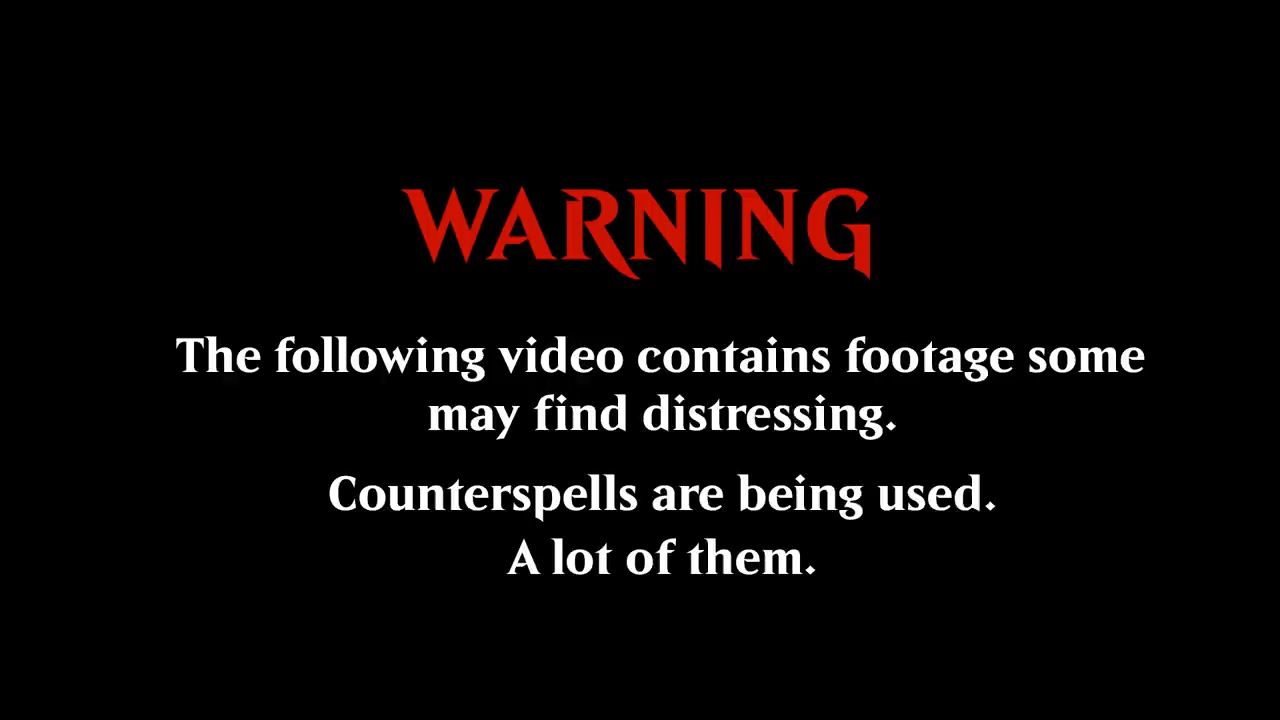 WARNING
The following video contains footage some
may find distressing.
Counterspells are being used.
A lot of them.